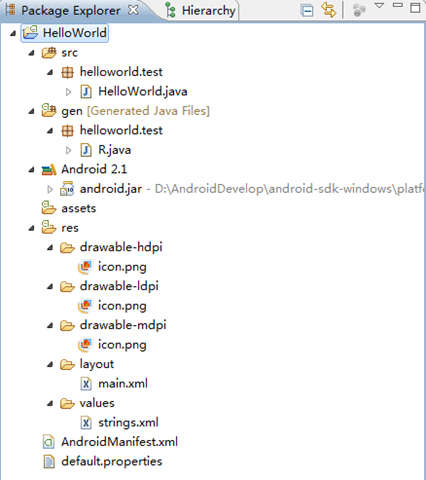 Package Explorer Hierarchy
HelloWorld
src
helloworld.test
HelloWorld.java
gen [Generated Java Files]
helloworld.test
R.java
Android 2.1
android.jar - D:\AndroidDevelop\android-sdk-windows\platf
assets
res
drawable-hdpi
icon.png
drawable-ldpi
icon.png
drawable-mdpi
icon.png
layout
main.xml
values
strings.xml
AndroidManifest.xml
default.properties